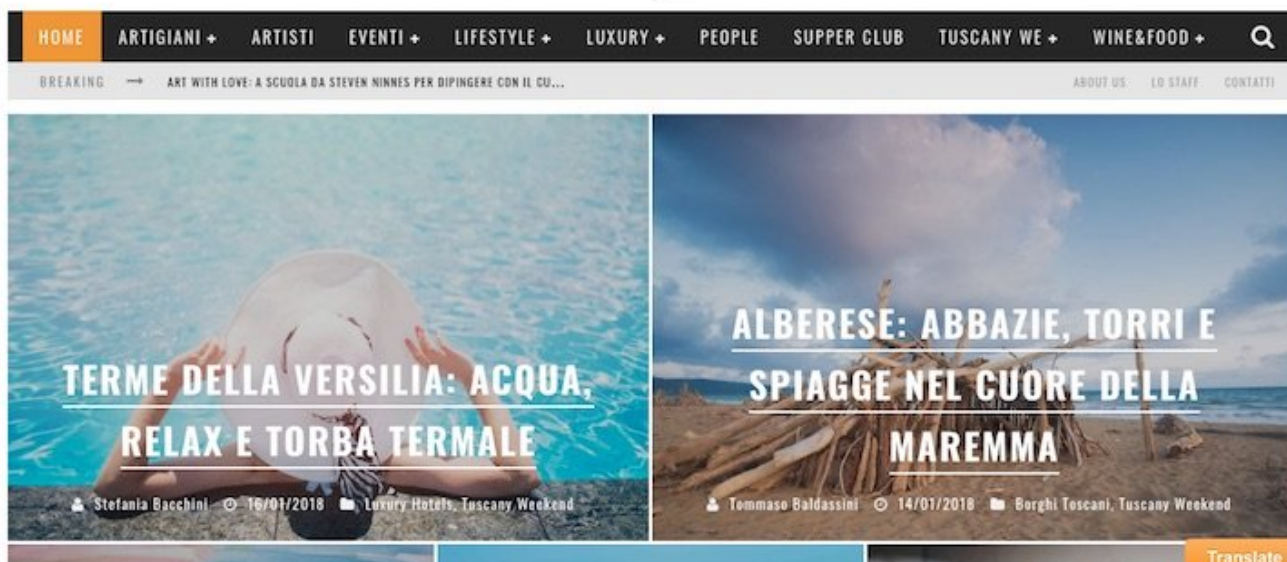 HOME ARTIGIANI + ARTISTI EVENTI + LIFESTYLE + LUXURY + PEOPLE SUPPER CLUB TUSCANY WE + WINE&FOOD +
BREAKING → ART WITH LOVE: A SCUOLA DA STEVEN NINNES PER DIPINGERE CON IL CU... ABOUT US LO STAFF CONTATTI
TERME DELLA VERSILIA: ACQUA,
RELAX E TORBA TERMALE
Stefania Bacchini 16/01/2018 Luxury Hotels, Tuscany Weekend
ALBERESE: ABBAZIE, TORRI E
SPIAGGE NEL CUORE DELLA
MAREMMA
Tommaso Baldassini 14/01/2018 Borghi Toscani, Tuscany Weekend
Translate